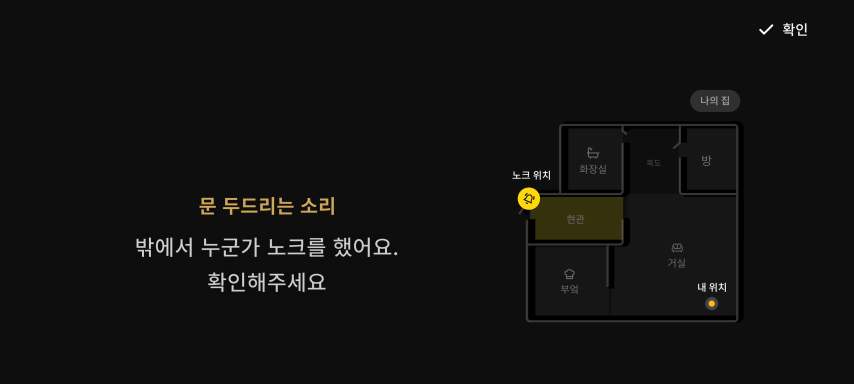 확인
나의 집
화장실
복도
방
노크 위치
현관
거실
부엌
내 위치
문 두드리는 소리
밖에서 누군가 노크를 했어요.
확인해주세요